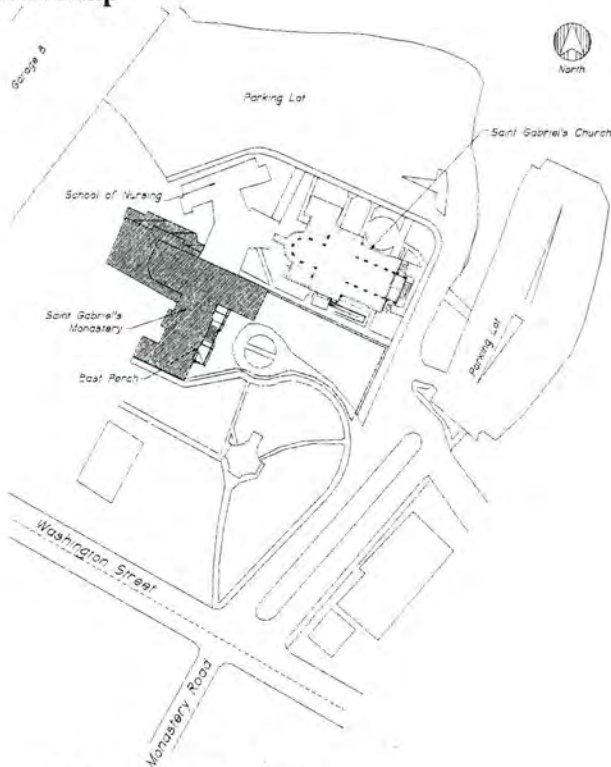 Garage B
Parking Lot
North
Saint Gabriel's Church
School of Nursing
Saint Gabriel's
Monastery
East Porch
Parking Lot
Washington Street
Monastery Road